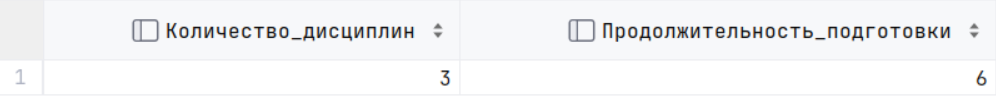 Количество_дисциплин Продолжительность_подготовки
1 3 6